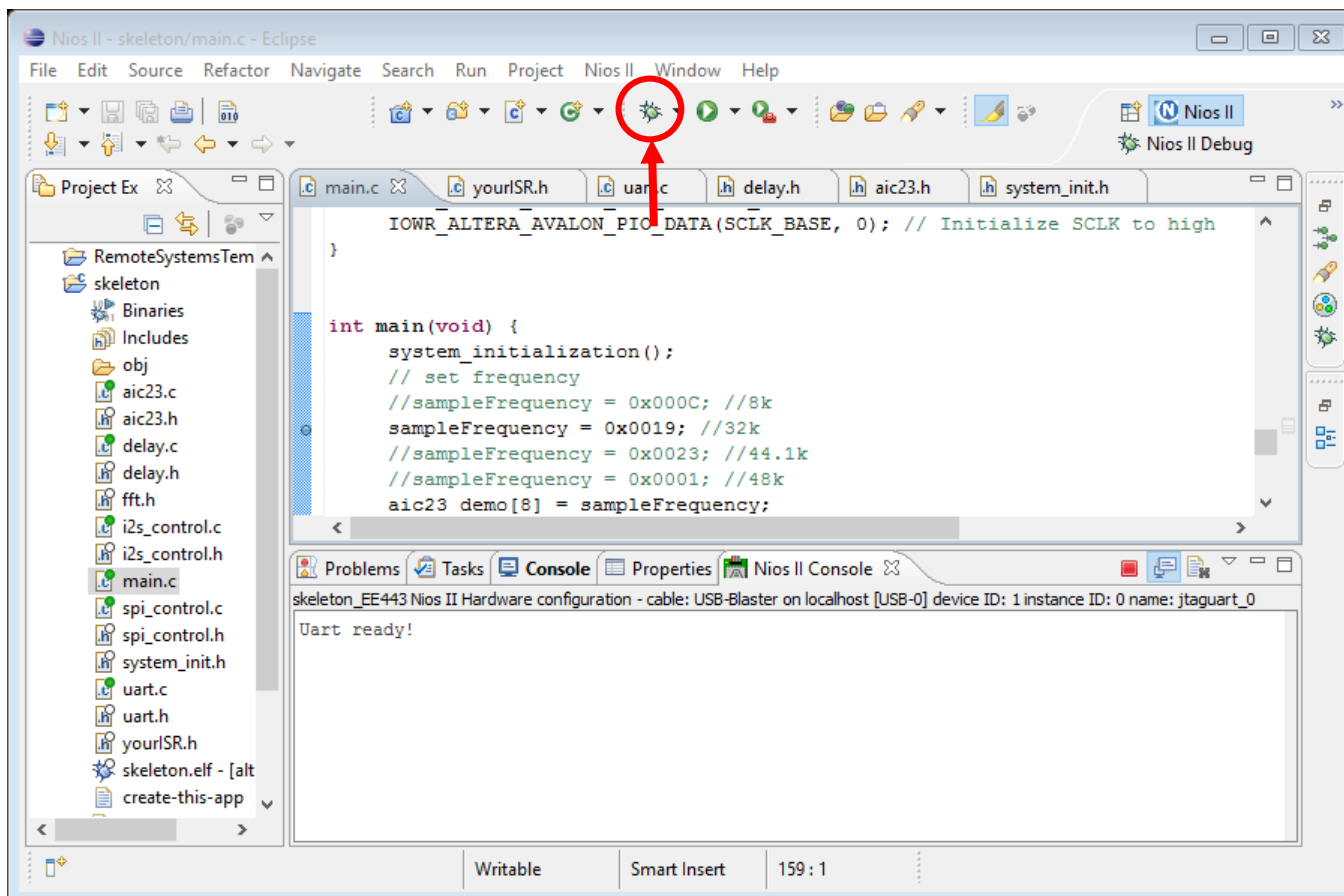 Nios II - skeleton/main.c - Eclipse
File Edit Source Refactor Navigate Search Run Project Nios II Window Help
Nios II
Nios II Debug
Project Ex
main.c yourISR.h uart.c delay.h aic23.h system_init.h
RemoteSystemsTem
skeleton
Binaries
Includes
obj
aic23.c
aic23.h
delay.c
delay.h
fft.h
i2s_control.c
i2s_control.h
main.c
spi_control.c
spi_control.h
system_init.h
uart.c
uart.h
yourISR.h
skeleton.elf - [alt
create-this-app
IOWR_ALTERA_AVALON_PIO_DATA(SCLK_BASE, 0); // Initialize SCLK to high
}
int main(void) {
system_initialization();
// set frequency
//sampleFrequency = 0x000C; //8k
sampleFrequency = 0x0019; //32k
//sampleFrequency = 0x0023; //44.1k
//sampleFrequency = 0x0001; //48k
aic23_demo[8] = sampleFrequency;
Problems Tasks Console Properties Nios II Console
skeleton_EE443 Nios II Hardware configuration - cable: USB-Blaster on localhost [USB-0] device ID: 1 instance ID: 0 name: jtaguart_0
Uart ready!
Writable Smart Insert 159 : 1